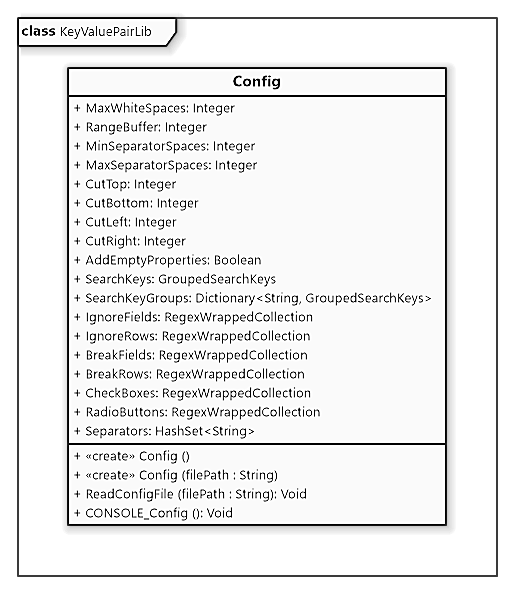 class KeyValuePairLib
Config
+ MaxWhiteSpaces: Integer
+ RangeBuffer: Integer
+ MinSeparatorSpaces: Integer
+ MaxSeparatorSpaces: Integer
+ CutTop: Integer
+ CutBottom: Integer
+ CutLeft: Integer
+ CutRight: Integer
+ AddEmptyProperties: Boolean
+ SearchKeys: GroupedSearchKeys
+ SearchKeyGroups: Dictionary<String, GroupedSearchKeys>
+ IgnoreFields: RegexWrappedCollection
+ IgnoreRows: RegexWrappedCollection
+ BreakFields: RegexWrappedCollection
+ BreakRows: RegexWrappedCollection
+ CheckBoxes: RegexWrappedCollection
+ RadioButtons: RegexWrappedCollection
+ Separators: HashSet<String>
+ «create» Config ()
+ «create» Config (filePath : String)
+ ReadConfigFile (filePath : String): Void
+ CONSOLE_Config (): Void